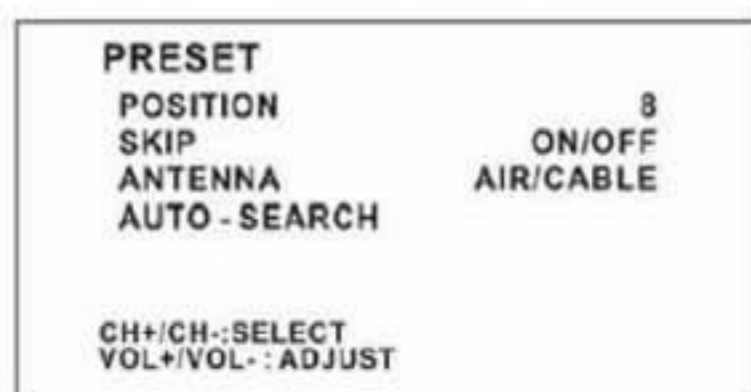 PRESET
POSITION 8
SKIP ON/OFF
ANTENNA AIR/CABLE
AUTO - SEARCH
CH+/CH-:SELECT
VOL+/VOL- : ADJUST